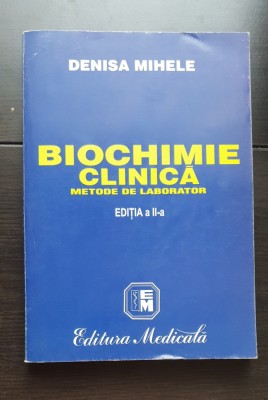 DENISA MIHELE
BIOCHIMIE
CLINICĂ
METODE DE LABORATOR
EDIȚIA a II-a
EM
Editura Medicală